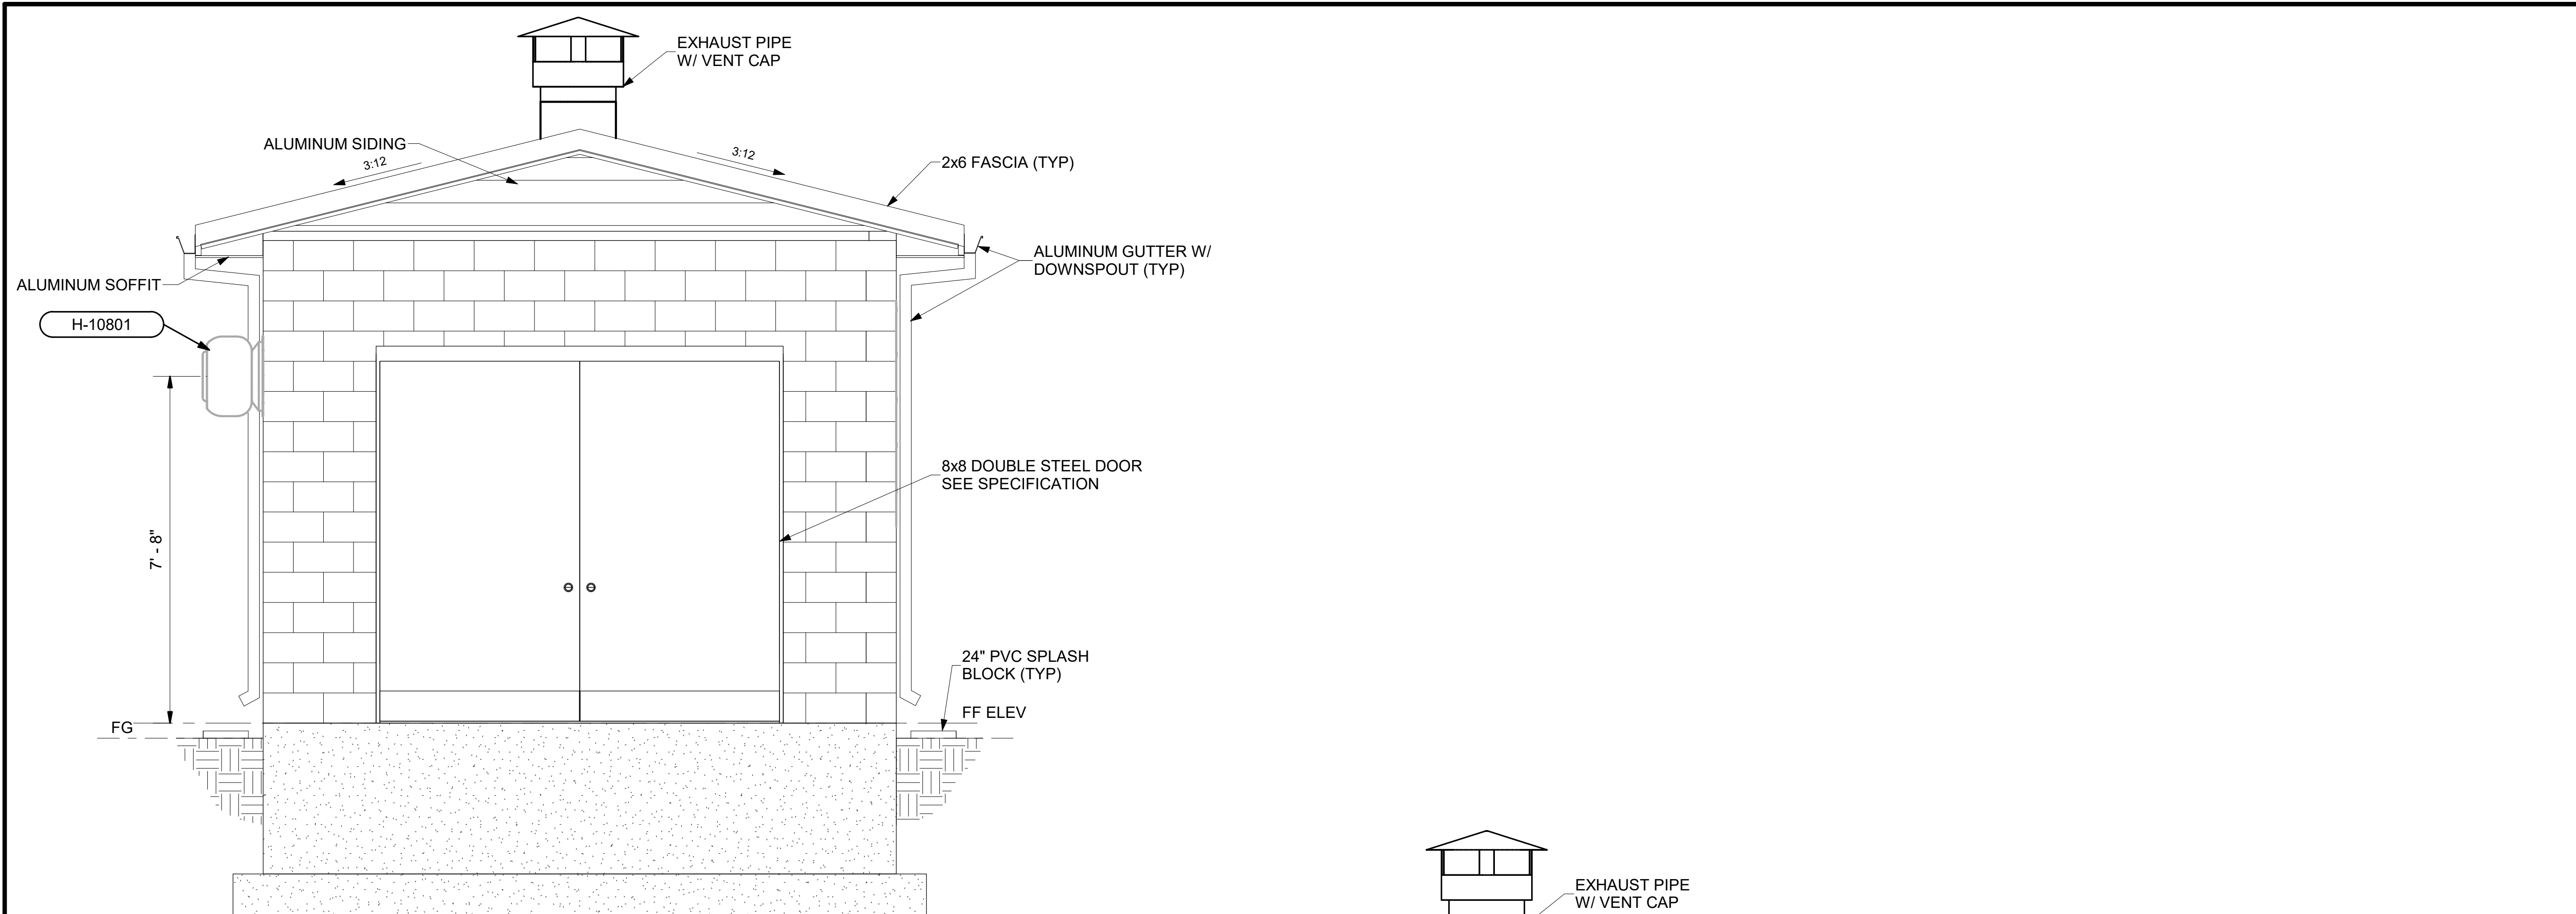 EXHAUST PIPE
W/ VENT CAP
ALUMINUM SIDING
3:12
3:12
2x6 FASCIA (TYP)
ALUMINUM GUTTER W/
DOWNSPOUT (TYP)
ALUMINUM SOFFIT
H-10801
8x8 DOUBLE STEEL DOOR
SEE SPECIFICATION
7' - 8"
24" PVC SPLASH
BLOCK (TYP)
FF ELEV
FG
EXHAUST PIPE
W/ VENT CAP